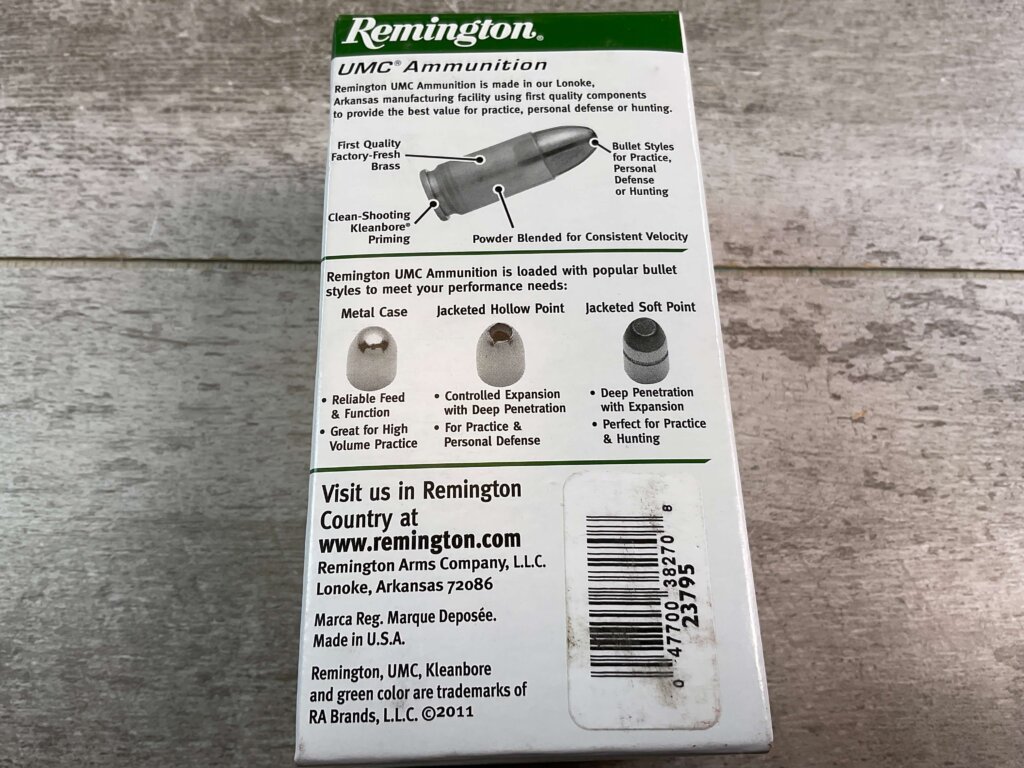 Remington®
UMC® Ammunition
Remington UMC Ammunition is made in our Lonoke,
Arkansas manufacturing facility using first quality components
to provide the best value for practice, personal defense or hunting.
First Quality
Factory-Fresh
Brass
Bullet Styles
for Practice,
Personal
Defense
or Hunting
Clean-Shooting
Kleanbore®
Priming
Powder Blended for Consistent Velocity
Remington UMC Ammunition is loaded with popular bullet
styles to meet your performance needs:
Metal Case
• Reliable Feed
& Function
• Great for High
Volume Practice
Jacketed Hollow Point
• Controlled Expansion
with Deep Penetration
• For Practice &
Personal Defense
Jacketed Soft Point
• Deep Penetration
with Expansion
• Perfect for Practice
& Hunting
Visit us in Remington
Country at
www.remington.com
Remington Arms Company, L.L.C.
Lonoke, Arkansas 72086
Marca Reg. Marque Deposée.
Made in U.S.A.
Remington, UMC, Kleanbore
and green color are trademarks of
RA Brands, L.L.C. ©2011
0 47700 38270 8
23795